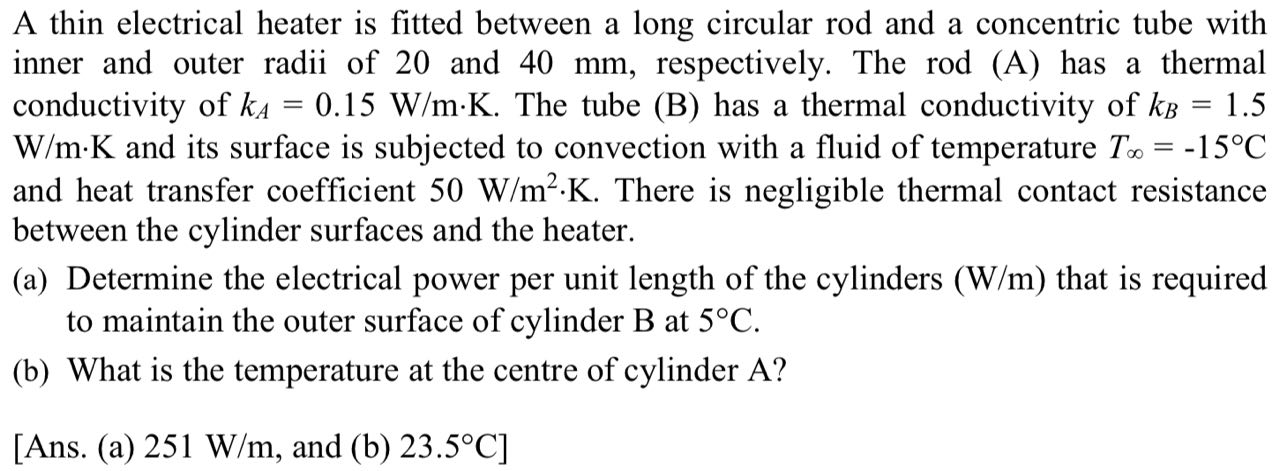 A thin electrical heater is fitted between a long circular rod and a concentric tube with
inner and outer radii of 20 and 40 mm, respectively. The rod (A) has a thermal
conductivity of k_A = 0.15 W/m·K. The tube (B) has a thermal conductivity of k_B = 1.5
W/m·K and its surface is subjected to convection with a fluid of temperature T_∞ = -15°C
and heat transfer coefficient 50 W/m²·K. There is negligible thermal contact resistance
between the cylinder surfaces and the heater.
(a) Determine the electrical power per unit length of the cylinders (W/m) that is required
to maintain the outer surface of cylinder B at 5°C.
(b) What is the temperature at the centre of cylinder A?
[Ans. (a) 251 W/m, and (b) 23.5°C]